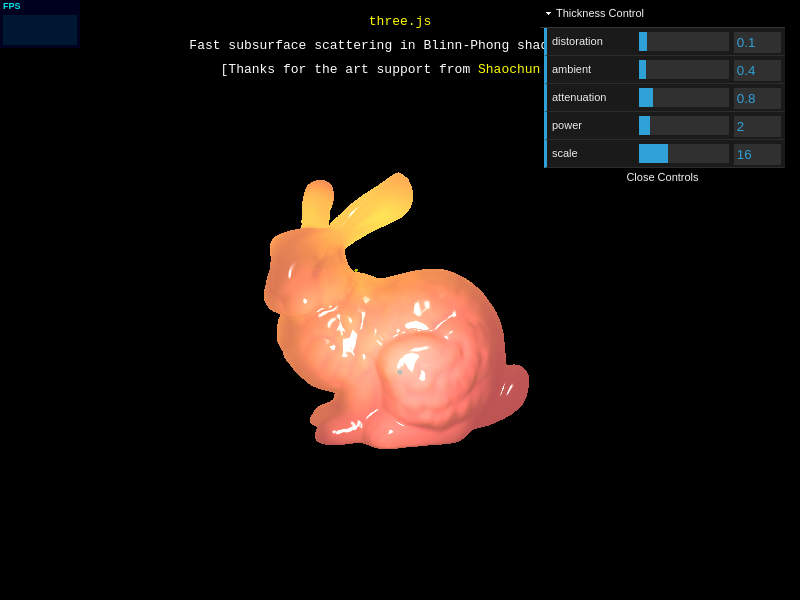 FPS
three.js
Fast subsurface scattering in Blinn-Phong
[Thanks for the art support from Shaochun
Thickness Control
distoration 0.1
ambient 0.4
attenuation 0.8
power 2
scale 16
Close Controls